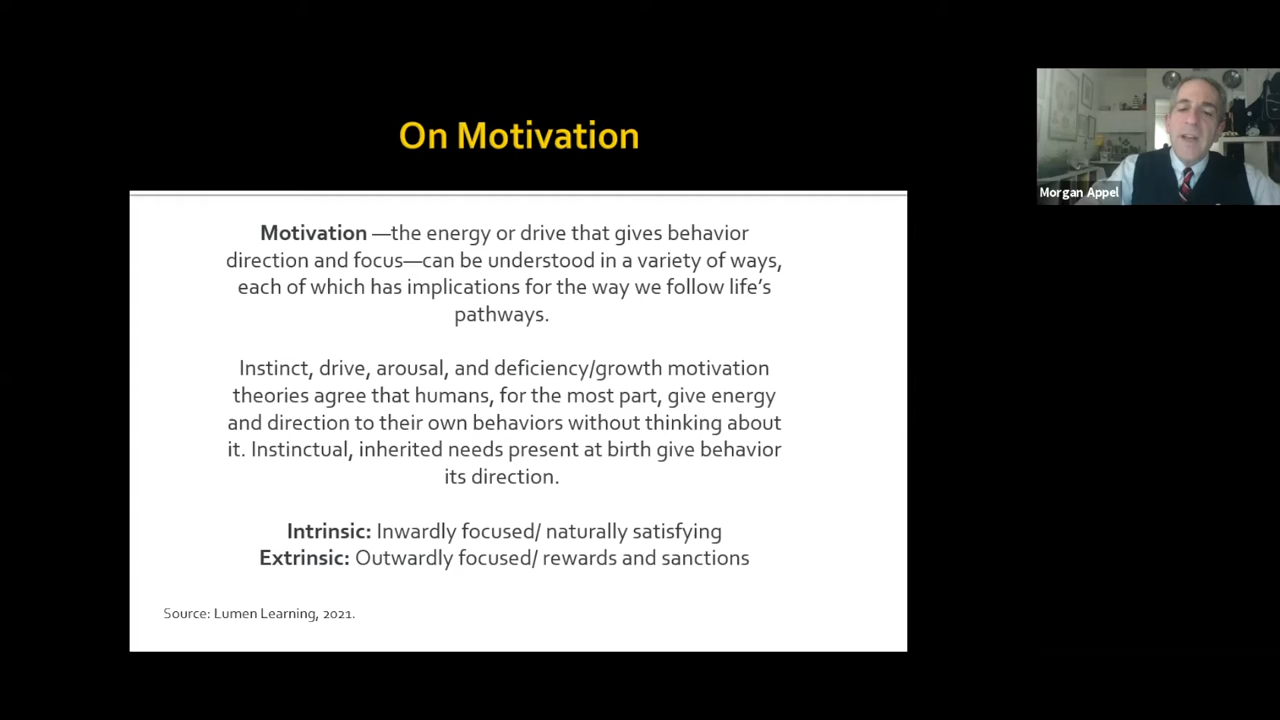 On Motivation
Motivation —the energy or drive that gives behavior
direction and focus—can be understood in a variety of ways,
each of which has implications for the way we follow life’s
pathways.
Instinct, drive, arousal, and deficiency/growth motivation
theories agree that humans, for the most part, give energy
and direction to their own behaviors without thinking about
it. Instinctual, inherited needs present at birth give behavior
its direction.
Intrinsic: Inwardly focused/ naturally satisfying
Extrinsic: Outwardly focused/ rewards and sanctions
Source: Lumen Learning, 2021.
Morgan Appel